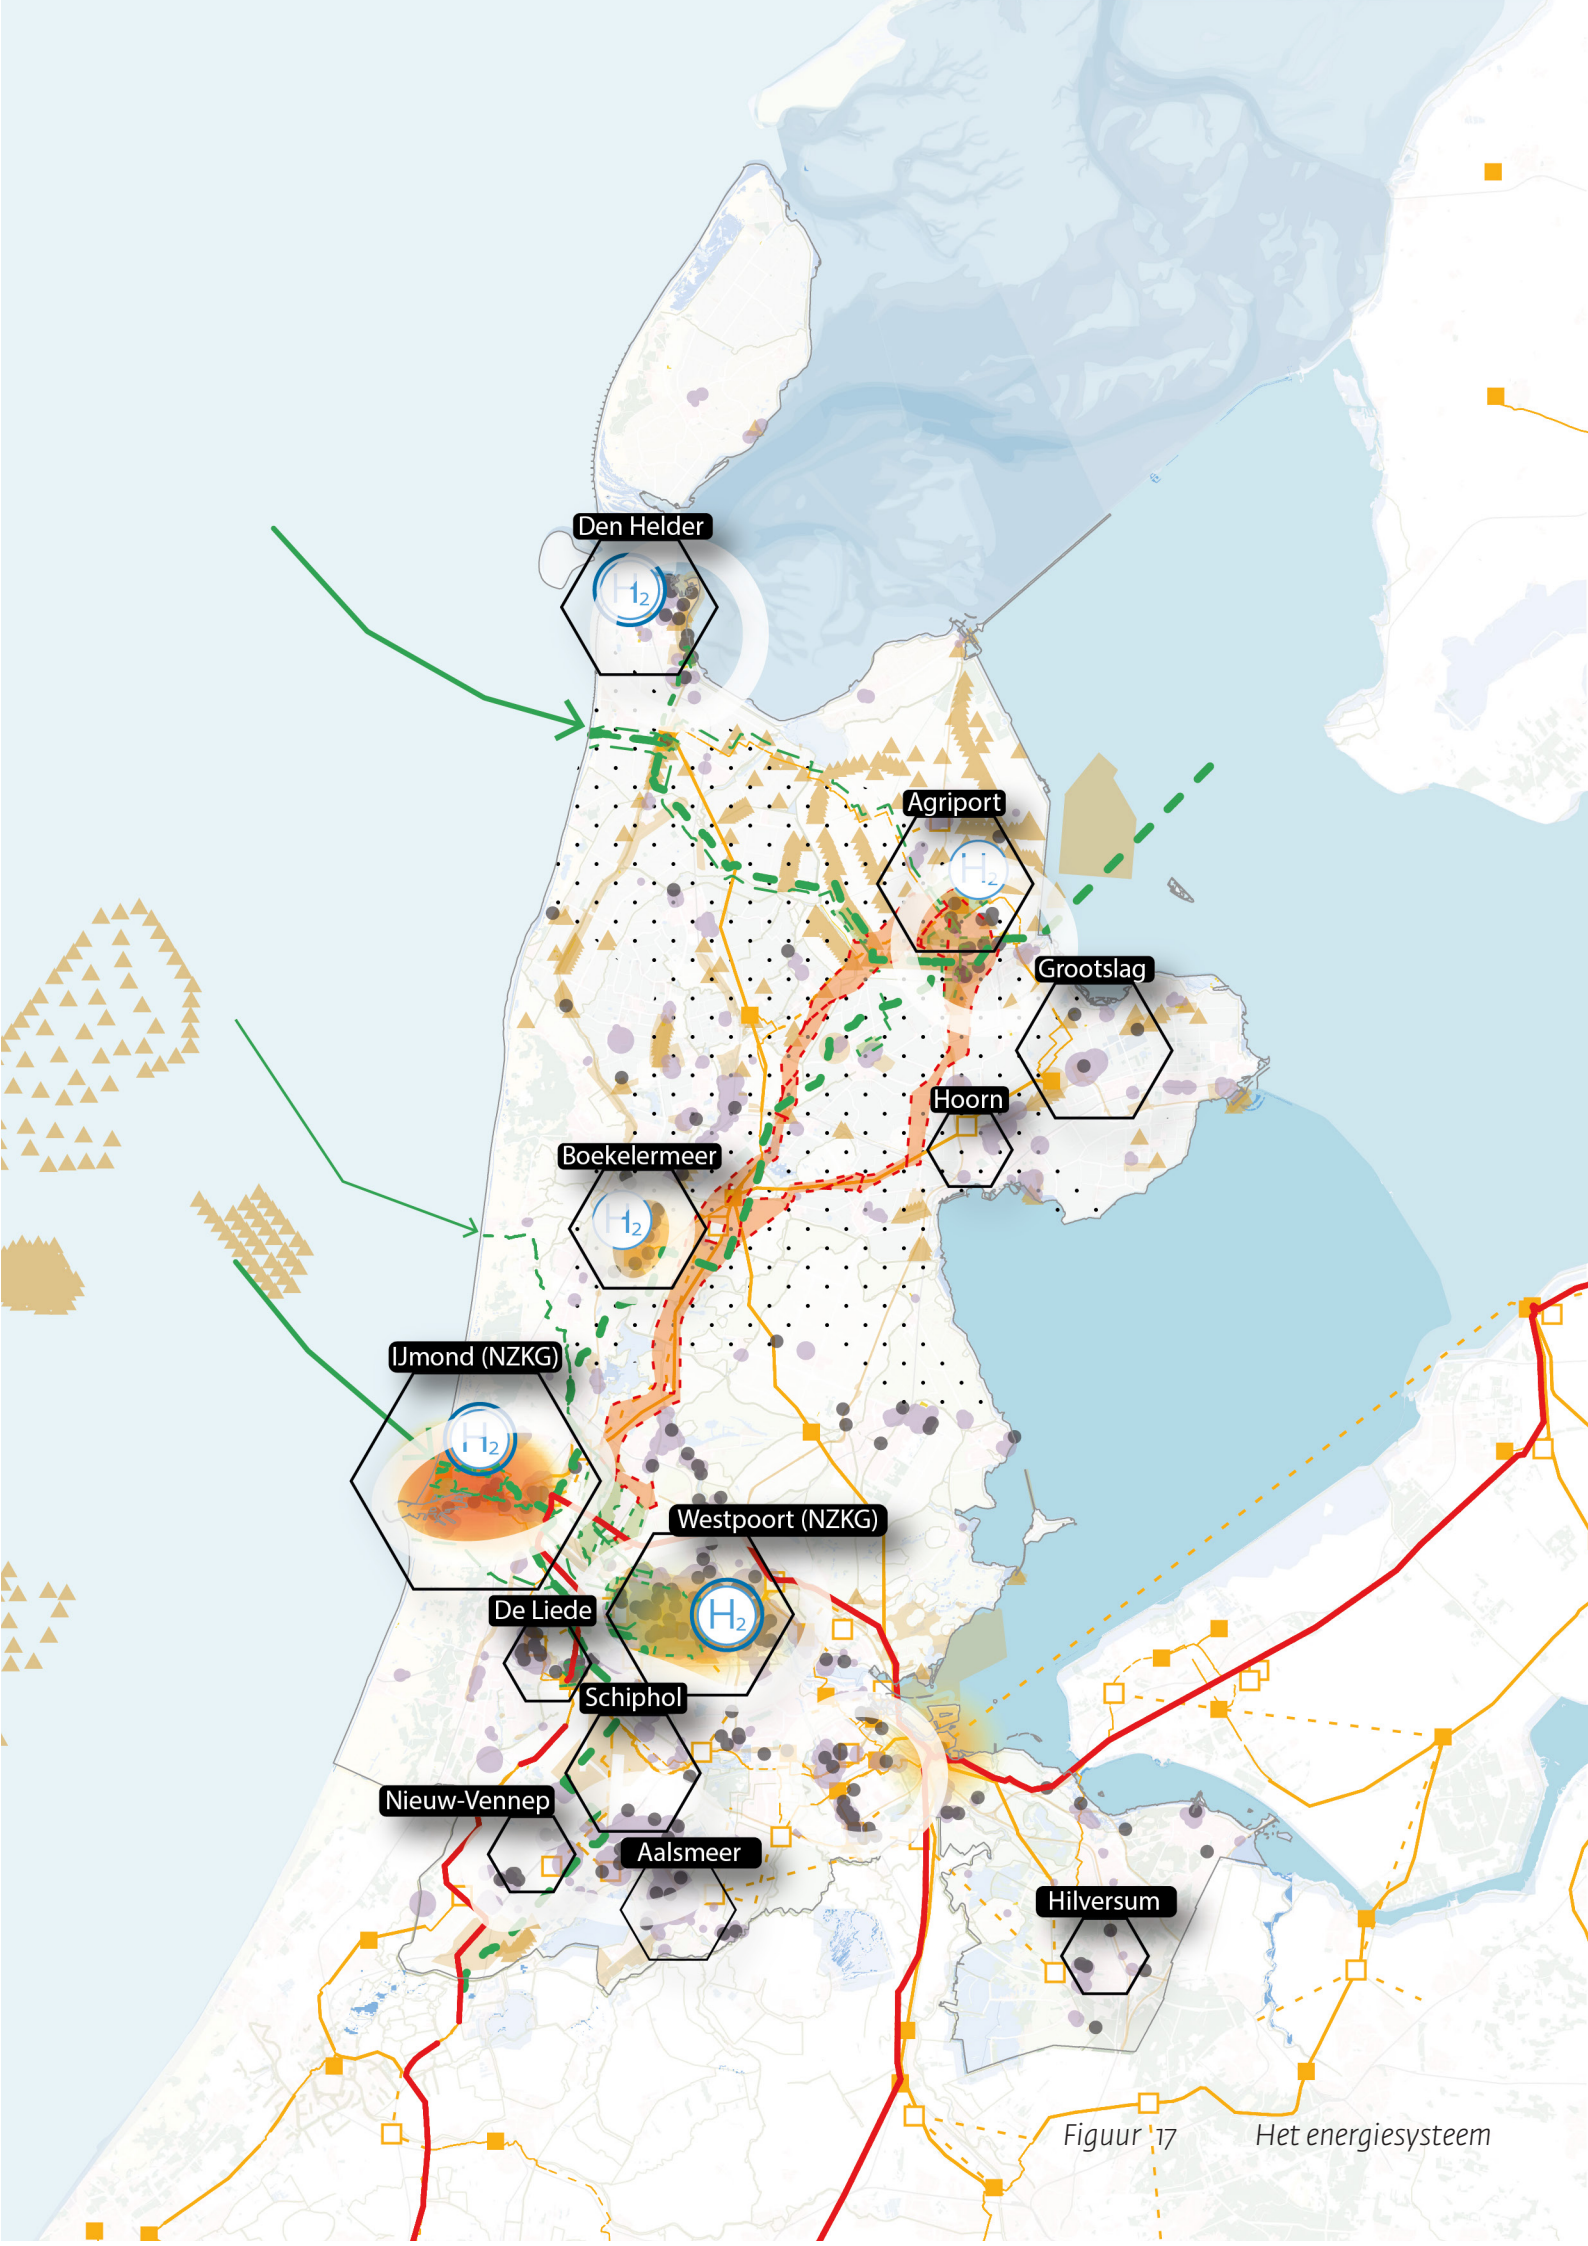 Den Helder
H2
Agriport
H2
Grootslag
Hoorn
Boekelermeer
H2
IJmond (NZKG)
H2
Westpoort (NZKG)
H2
De Liede
Schiphol
Nieuw-Vennep
Aalsmeer
Hilversum
Figuur 17 Het energiesysteem